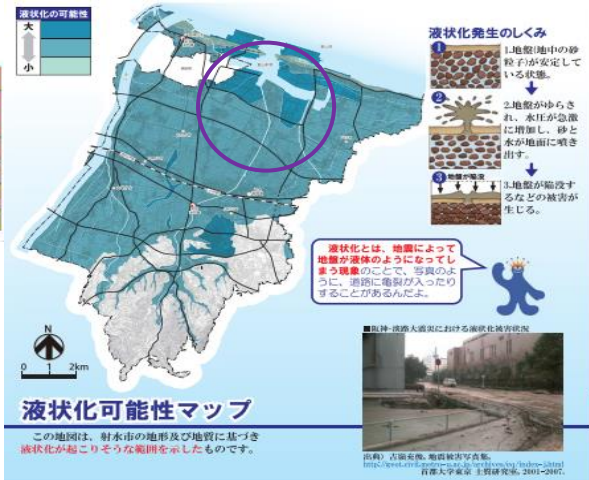 液状化の可能性
大
小
液状化発生のしくみ
1
1.地盤(地中の砂
粒子)が安定して
いる状態。
2
2.地盤がゆらさ
れ、水圧が急激
に増加し、砂と
水が地面に噴き
出す。
3 地盤が陥没
3.地盤が陥没す
るなどの被害が
生じる。
液状化とは、地震によって
地盤が液体のようになってし
まう現象のことで、写真のよ
うに、道路に亀裂が入ったり
することがあるんだよ。
N
0 1 2km
液状化可能性マップ
この地図は、射水市の地形及び地質に基づき
液状化が起こりそうな範囲を示したものです。
■阪神・淡路大震災における液状化被害状況
首都大学東京 土質研究室, 2001-2007.